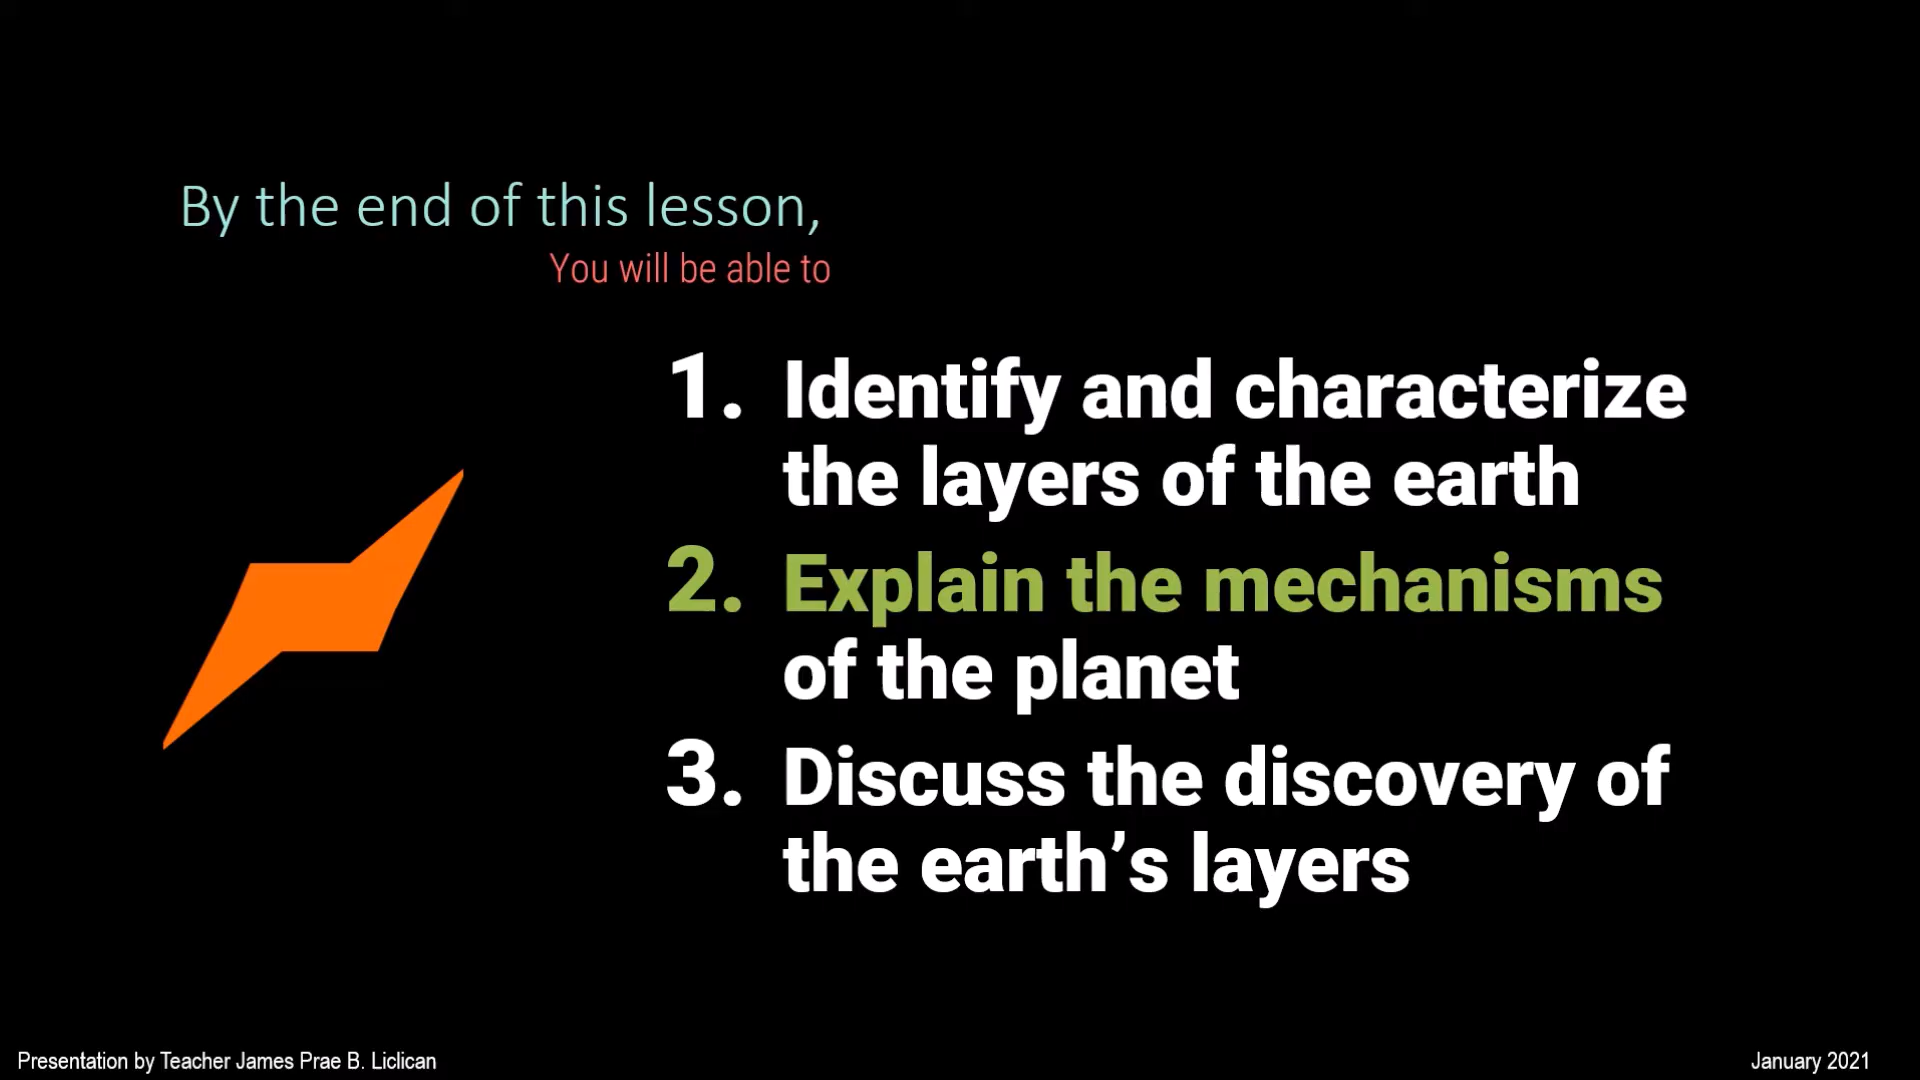 By the end of this lesson,
You will be able to
1. Identify and characterize
the layers of the earth
2. Explain the mechanisms
of the planet
3. Discuss the discovery of
the earth’s layers
Presentation by Teacher James Prae B. Liclican
January 2021